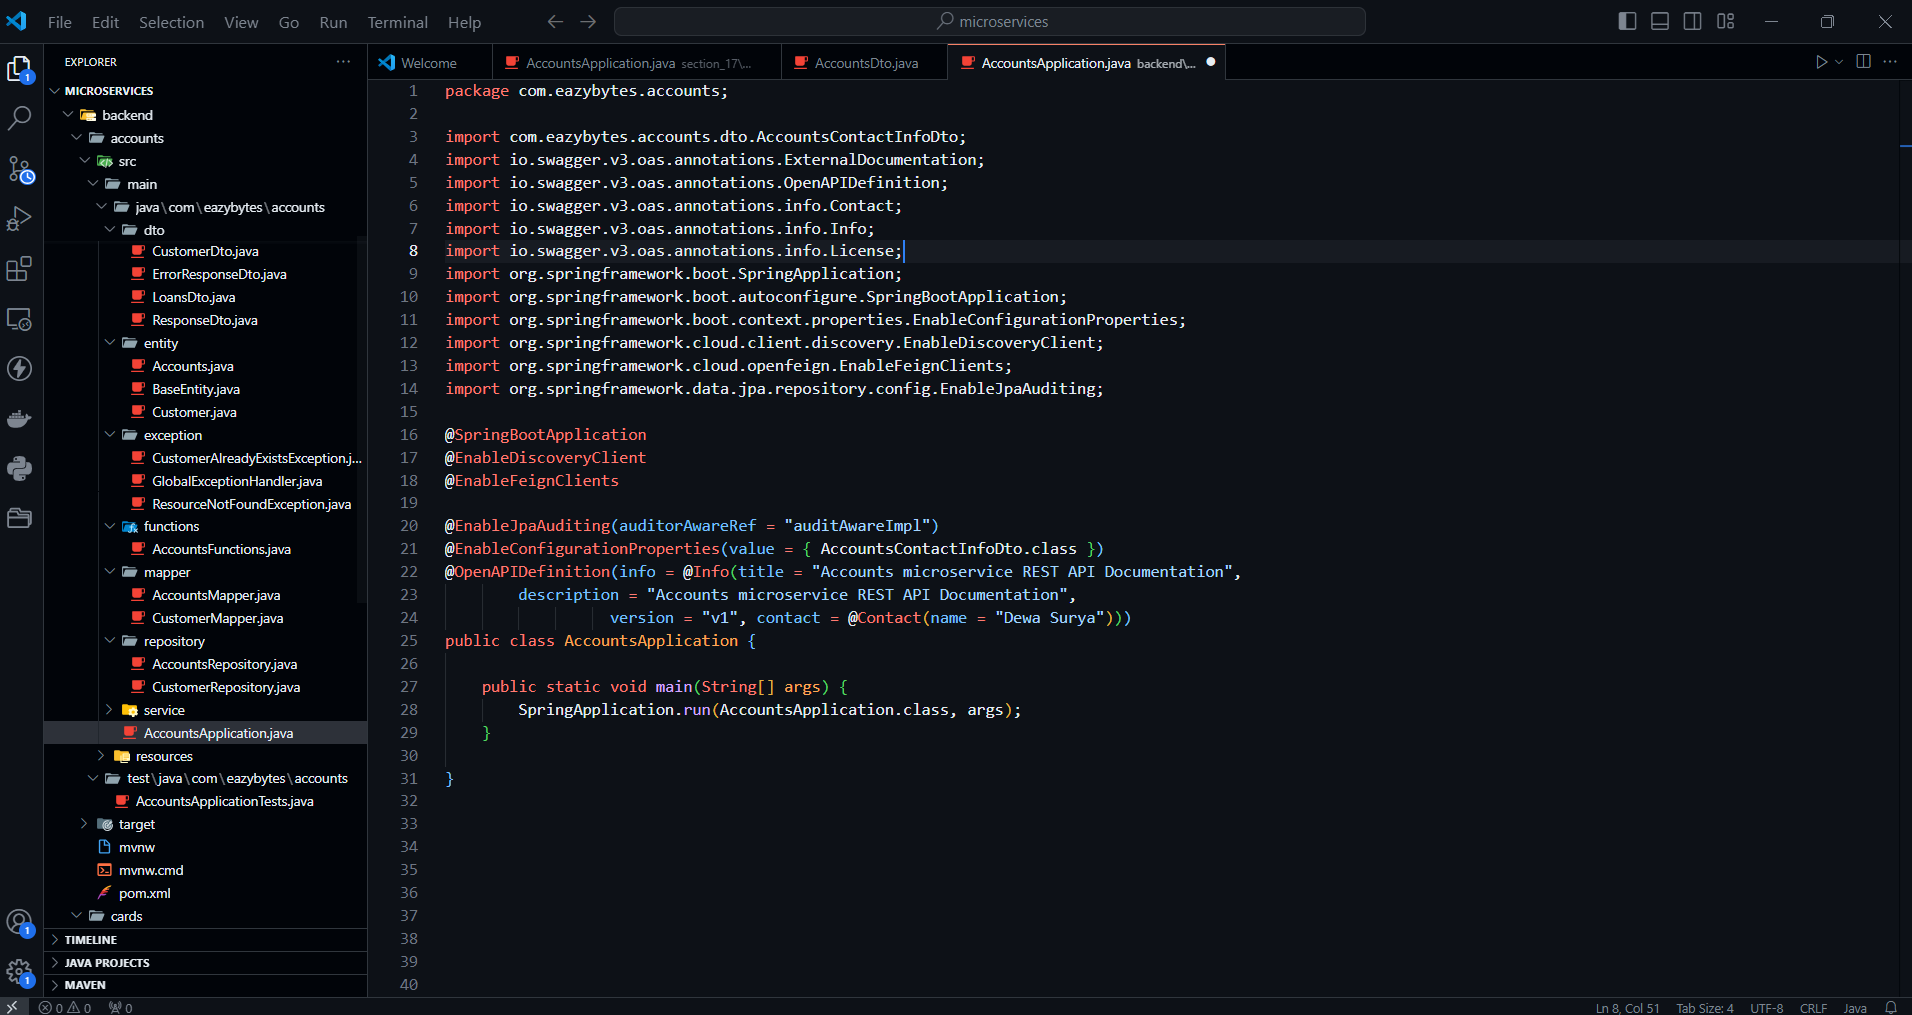 File Edit Selection View Go Run Terminal Help
microservices
EXPLORER
MICROSERVICES
backend
accounts
src
main
java\com\eazybytes\accounts
dto
CustomerDto.java
ErrorResponseDto.java
LoansDto.java
ResponseDto.java
entity
Accounts.java
BaseEntity.java
Customer.java
exception
CustomerAlreadyExistsException.j...
GlobalExceptionHandler.java
ResourceNotFoundException.java
functions
AccountsFunctions.java
mapper
AccountsMapper.java
CustomerMapper.java
repository
AccountsRepository.java
CustomerRepository.java
service
AccountsApplication.java
resources
test\java\com\eazybytes\accounts
AccountsApplicationTests.java
target
mvnw
mvnw.cmd
pom.xml
cards
TIMELINE
JAVA PROJECTS
MAVEN
1
1
1
Welcome
AccountsApplication.java section_17\...
AccountsDto.java
AccountsApplication.java backend\...
1 package com.eazybytes.accounts;
2
3 import com.eazybytes.accounts.dto.AccountsContactInfoDto;
4 import io.swagger.v3.oas.annotations.ExternalDocumentation;
5 import io.swagger.v3.oas.annotations.OpenAPIDefinition;
6 import io.swagger.v3.oas.annotations.info.Contact;
7 import io.swagger.v3.oas.annotations.info.Info;
8 import io.swagger.v3.oas.annotations.info.License;
9 import org.springframework.boot.SpringApplication;
10 import org.springframework.boot.autoconfigure.SpringBootApplication;
11 import org.springframework.boot.context.properties.EnableConfigurationProperties;
12 import org.springframework.cloud.client.discovery.EnableDiscoveryClient;
13 import org.springframework.cloud.openfeign.EnableFeignClients;
14 import org.springframework.data.jpa.repository.config.EnableJpaAuditing;
15
16 @SpringBootApplication
17 @EnableDiscoveryClient
18 @EnableFeignClients
19
20 @EnableJpaAuditing(auditorAwareRef = "auditAwareImpl")
21 @EnableConfigurationProperties(value = { AccountsContactInfoDto.class })
22 @OpenAPIDefinition(info = @Info(title = "Accounts microservice REST API Documentation",
23 description = "Accounts microservice REST API Documentation",
24 version = "v1", contact = @Contact(name = "Dewa Surya")))
25 public class AccountsApplication {
26
27 public static void main(String[] args) {
28 SpringApplication.run(AccountsApplication.class, args);
29 }
30
31 }
32
33
34
35
36
37
38
39
40
0 0 0
Ln 8, Col 51 Tab Size: 4 UTF-8 CRLF Java